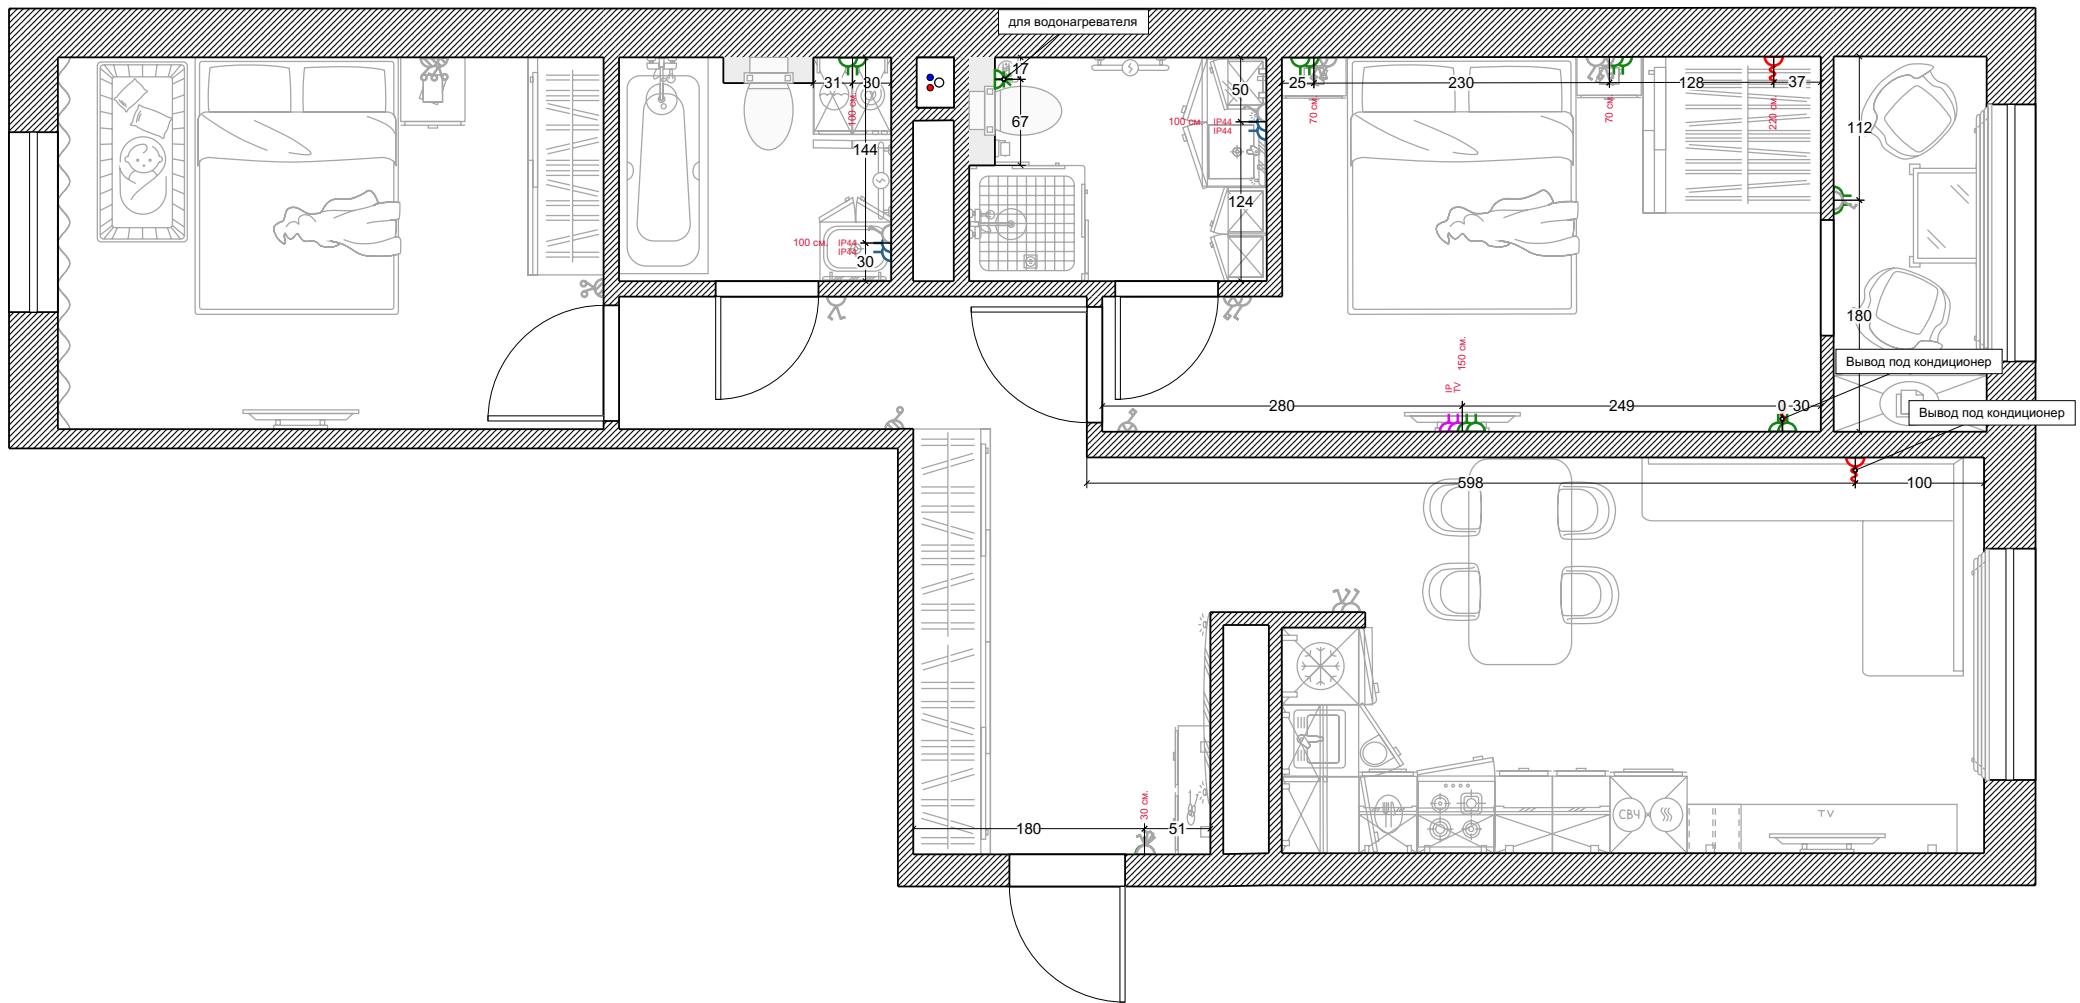 для водонагревателя
31
30
100 см.
144
100 см.
IP44
IP44
30
17
67
50
100 см.
IP44
IP44
124
25
230
128
37
70 см.
70 см.
220 см.
112
180
Вывод под кондиционер
Вывод под кондиционер
150 см.
IP
TV
280
249
0
30
598
100
30 см.
180
51
СВЧ
TV